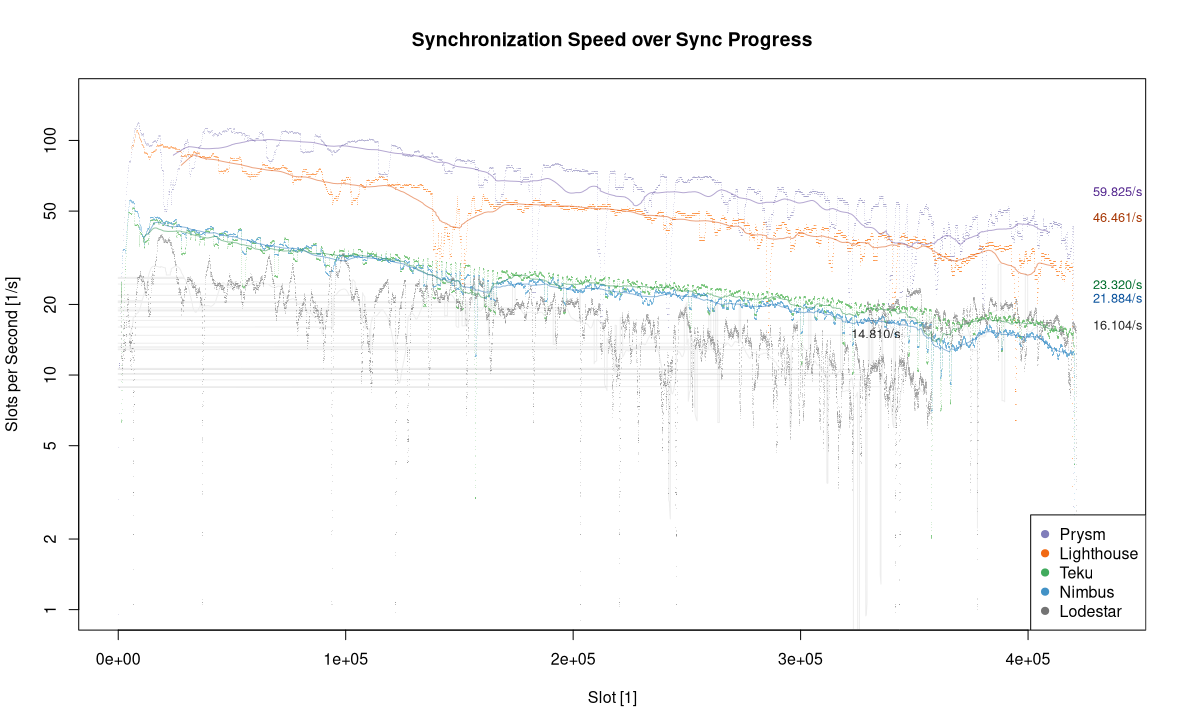 Synchronization Speed over Sync Progress
Slots per Second [1/s]
100
50
20
10
5
2
1
59.825/s
46.461/s
23.320/s
21.884/s
16.104/s
14.810/s
Prysm
Lighthouse
Teku
Nimbus
Lodestar
0e+00 1e+05 2e+05 3e+05 4e+05
Slot [1]